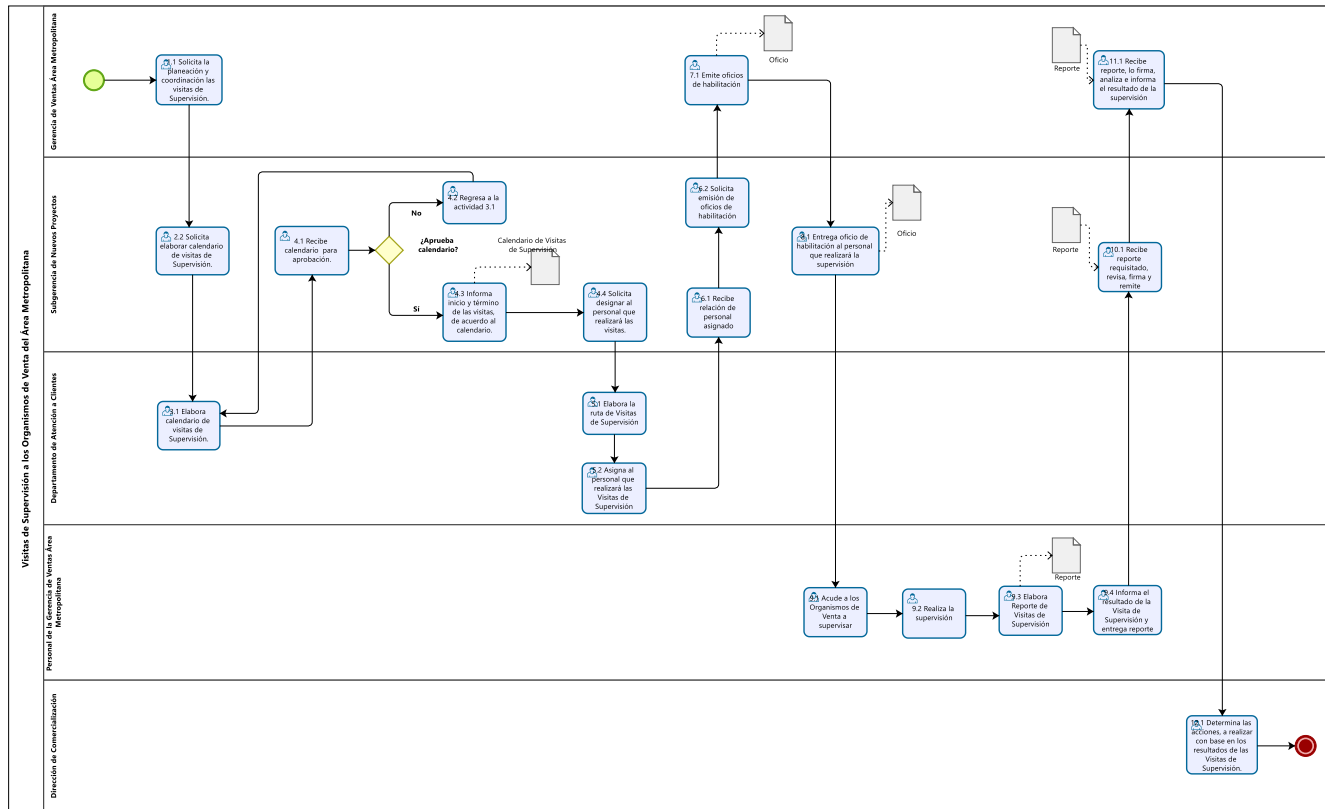 Visitas de Supervisión a los Organismos de Venta del Área Metropolitana
Gerencia de Ventas Área Metropolitana
1.1 Solicita la
planeación y
coordinación las
visitas de
Supervisión.
7.1 Emite oficios
de habilitación
Oficio
Reporte
11.1 Recibe
reporte, lo firma,
analiza e informa
el resultado de la
supervisión
Subgerencia de Nuevos Proyectos
2.2 Solicita
elaborar calendario
de visitas de
Supervisión.
4.1 Recibe
calendario para
aprobación.
¿Aprueba
calendario?
No
4.2 Regresa a la
actividad 3.1
Si
4.3 Informa
inicio y término
de las visitas,
de acuerdo al
calendario.
Calendario de Visitas
de Supervisión
4.4 Solicita
designar al
personal que
realizará las
visitas.
6.2 Solicita
emisión de
oficios de
habilitación
6.1 Recibe
relación de
personal
asignado
8.1 Entrega oficio de
habilitación al personal
que realizará la
supervisión
Oficio
Reporte
10.1 Recibe
reporte
requisitado,
revisa, firma y
remite
Departamento de Atención a Clientes
3.1 Elabora
calendario de
visitas de
Supervisión.
5.1 Elabora la
ruta de Visitas
de Supervisión
5.2 Asigna al
personal que
realizará las
Visitas de
Supervisión
Personal de la Gerencia de Ventas Área
Metropolitana
9.1 Acude a los
Organismos de
Venta a
supervisar
9.2 Realiza la
supervisión
9.3 Elabora
Reporte de
Visitas de
Supervisión
Reporte
9.4 Informa el
resultado de la
Visita de
Supervisión y
entrega reporte
Dirección de Comercialización
12.1 Determina las
acciones, a realizar
con base en los
resultados de las
Visitas de
Supervisión.